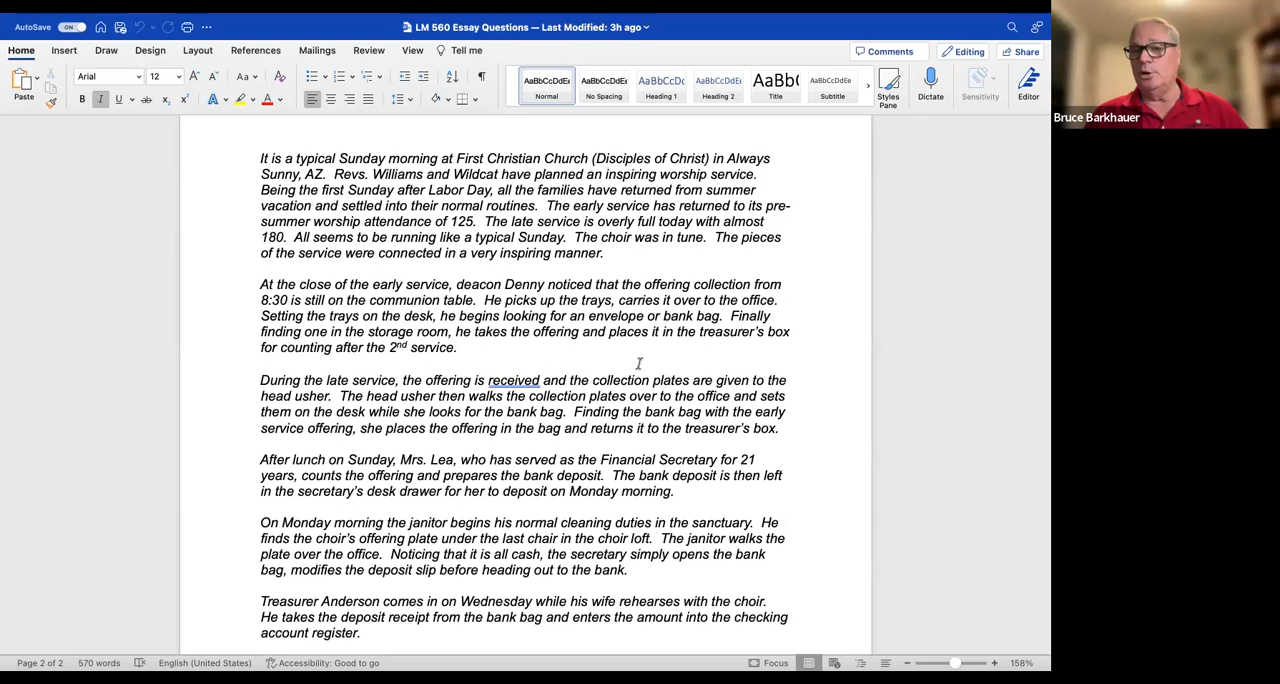 AutoSave ON LM 560 Essay Questions — Last Modified: 3h ago
Home Insert Draw Design Layout References Mailings Review View Tell me Comments Editing Share
Paste Arial 12 Aa AaBbCcDdEe AaBbCcDdEe AaBbCcDc AaBbCcDdEe AaBb( AaBbCcDdEe
B I U ab x₂ x² A A Normal No Spacing Heading 1 Heading 2 Title Subtitle Styles Pane Dictate Sensitivity Editor
Bruce Barkhauer
It is a typical Sunday morning at First Christian Church (Disciples of Christ) in Always
Sunny, AZ. Revs. Williams and Wildcat have planned an inspiring worship service.
Being the first Sunday after Labor Day, all the families have returned from summer
vacation and settled into their normal routines. The early service has returned to its pre-
summer worship attendance of 125. The late service is overly full today with almost
180. All seems to be running like a typical Sunday. The choir was in tune. The pieces
of the service were connected in a very inspiring manner.
At the close of the early service, deacon Denny noticed that the offering collection from
8:30 is still on the communion table. He picks up the trays, carries it over to the office.
Setting the trays on the desk, he begins looking for an envelope or bank bag. Finally
finding one in the storage room, he takes the offering and places it in the treasurer's box
for counting after the 2nd service.
During the late service, the offering is received and the collection plates are given to the
head usher. The head usher then walks the collection plates over to the office and sets
them on the desk while she looks for the bank bag. Finding the bank bag with the early
service offering, she places the offering in the bag and returns it to the treasurer's box.
After lunch on Sunday, Mrs. Lea, who has served as the Financial Secretary for 21
years, counts the offering and prepares the bank deposit. The bank deposit is then left
in the secretary's desk drawer for her to deposit on Monday morning.
On Monday morning the janitor begins his normal cleaning duties in the sanctuary. He
finds the choir's offering plate under the last chair in the choir loft. The janitor walks the
plate over the office. Noticing that it is all cash, the secretary simply opens the bank
bag, modifies the deposit slip before heading out to the bank.
Treasurer Anderson comes in on Wednesday while his wife rehearses with the choir.
He takes the deposit receipt from the bank bag and enters the amount into the checking
account register.
Page 2 of 2 570 words English (United States) Accessibility: Good to go Focus 158%